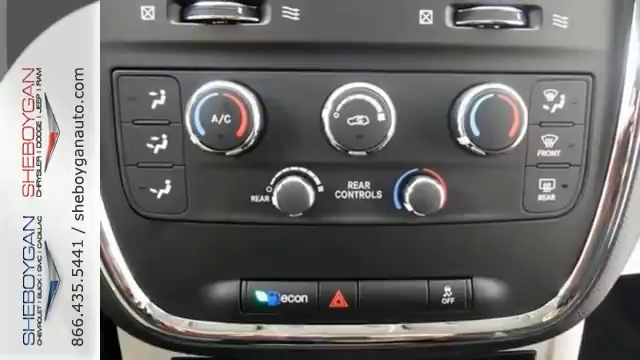 SHEBOYGAN
CHRYSLER | DODGE | JEEP | RAM
SHEBOYGAN
CHEVROLET • BUICK • GMC • CADILLAC
866.435.5441 / sheboyganauto.com
A/C
FRONT
REAR
REAR
REAR
CONTROLS
econ
OFF